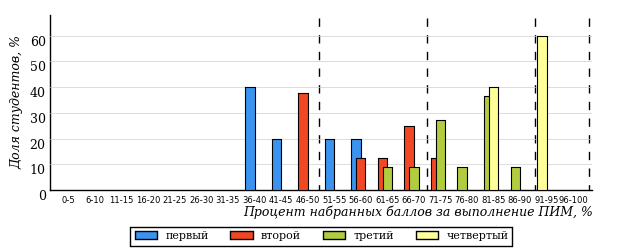 Доля студентов, %
60
50
40
30
20
10
0
0-5 6-10 11-15 16-20 21-25 26-30 31-35 36-40 41-45 46-50 51-55 56-60 61-65 66-70 71-75 76-80 81-85 86-90 91-95 96-100
Процент набранных баллов за выполнение ПИМ, %
первый второй третий четвертый